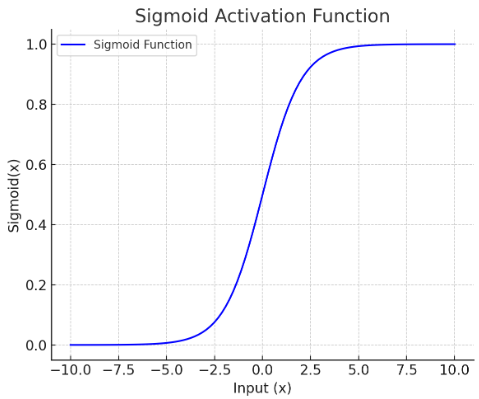 Sigmoid Activation Function
Sigmoid Function
1.0
0.8
0.6
0.4
0.2
0.0
Sigmoid(x)
−10.0 −7.5 −5.0 −2.5 0.0 2.5 5.0 7.5 10.0
Input (x)